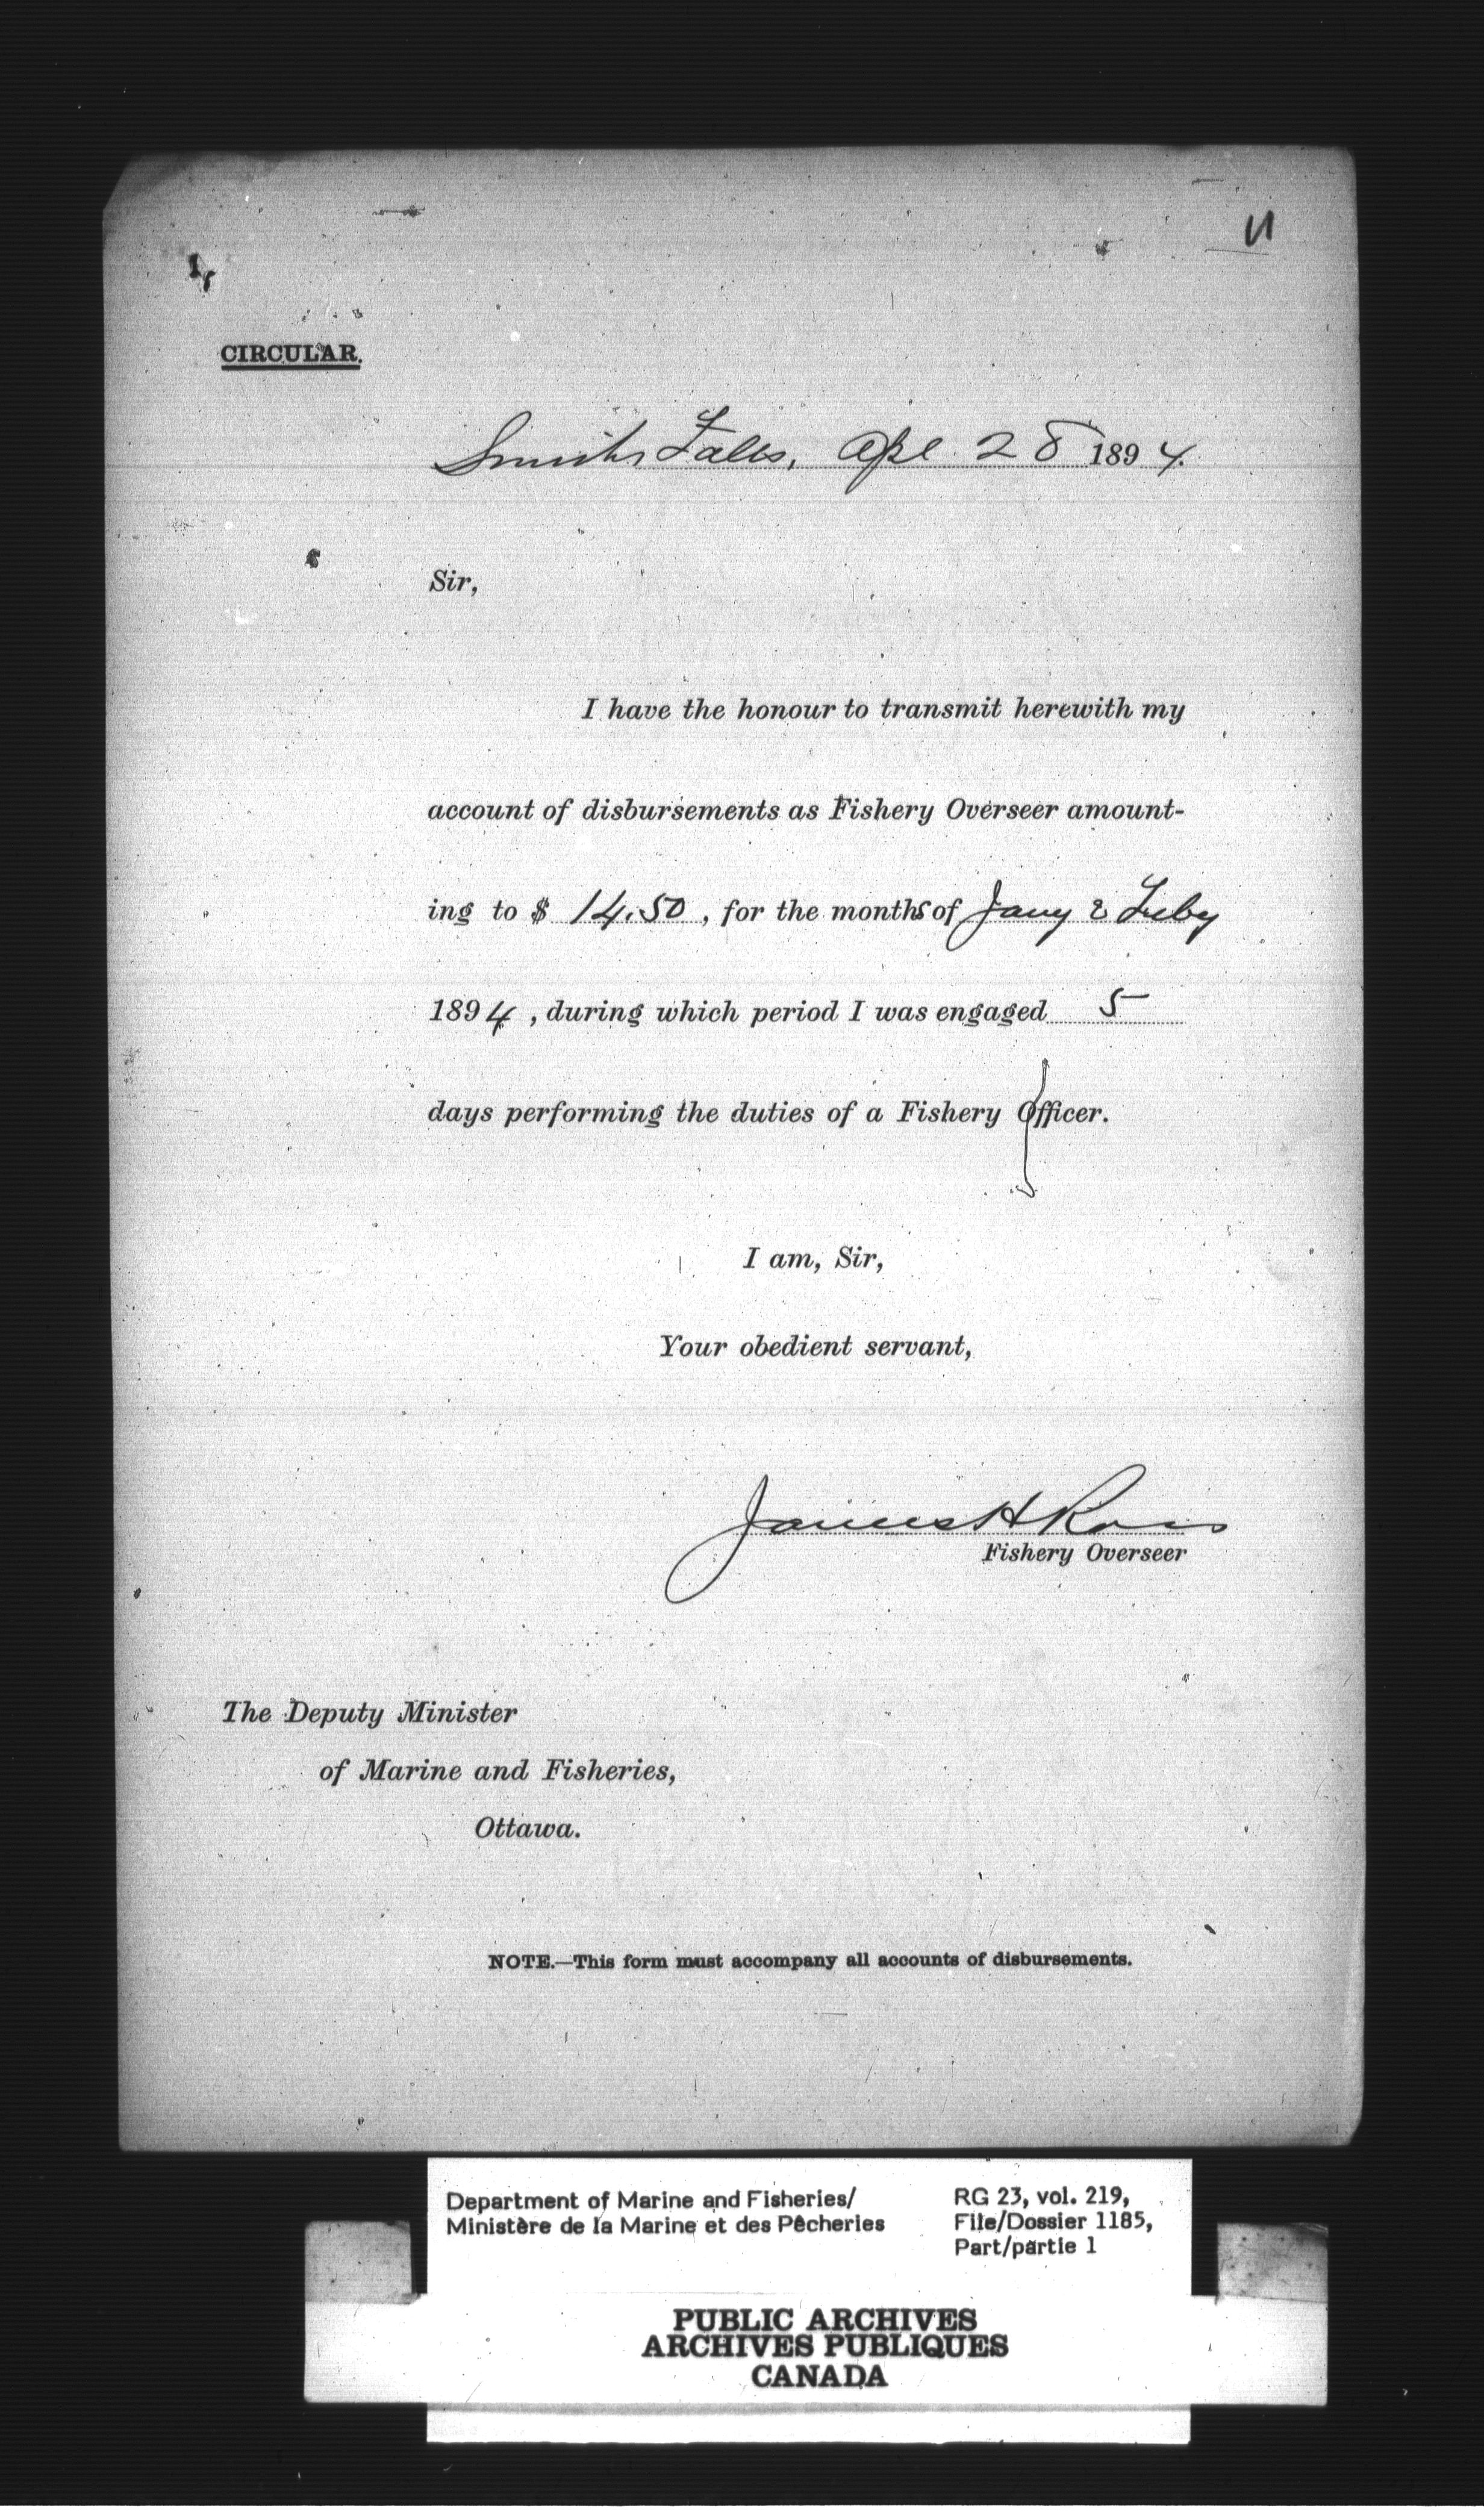 11
CIRCULAR.
Smiths Falls, Apl 28 1894.
Sir,
I have the honour to transmit herewith my
account of disbursements as Fishery Overseer amount-
ing to $ 14.50, for the months of Jany & Feby
1894, during which period I was engaged 5
days performing the duties of a Fishery Officer.
I am, Sir,
Your obedient servant,
James H Ross
Fishery Overseer
The Deputy Minister
of Marine and Fisheries,
Ottawa.
NOTE.—This form must accompany all accounts of disbursements.
Department of Marine and Fisheries/
Ministère de la Marine et des Pêcheries
RG 23, vol. 219,
File/Dossier 1185,
Part/partie 1
PUBLIC ARCHIVES
ARCHIVES PUBLIQUES
CANADA